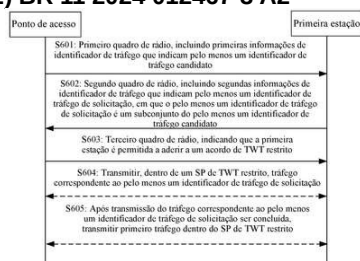 2) BR 11 2024 012467-3 A2
Ponto de acesso
Primeira estação
S601: Primeiro quadro de rádio, incluindo primeiras informações de
identificador de tráfego que indicam pelo menos um identificador de
tráfego candidato
S602: Segundo quadro de rádio, incluindo segundas informações de
identificador de tráfego que indicam pelo menos um identificador de
tráfego de solicitação, em que o pelo menos um identificador de tráfego
de solicitação é um subconjunto do pelo menos um identificador de
tráfego candidato
S603: Terceiro quadro de rádio, indicando que a primeira
estação é permitida a aderir a um acordo de TWT restrito
S604: Transmitir, dentro de um SP de TWT restrito, tráfego
correspondente ao pelo menos um identificador de tráfego de solicitação
S605: Após transmissão do tráfego correspondente ao pelo menos
um identificador de tráfego de solicitação ser concluída,
transmitir primeiro tráfego dentro do SP de TWT restrito